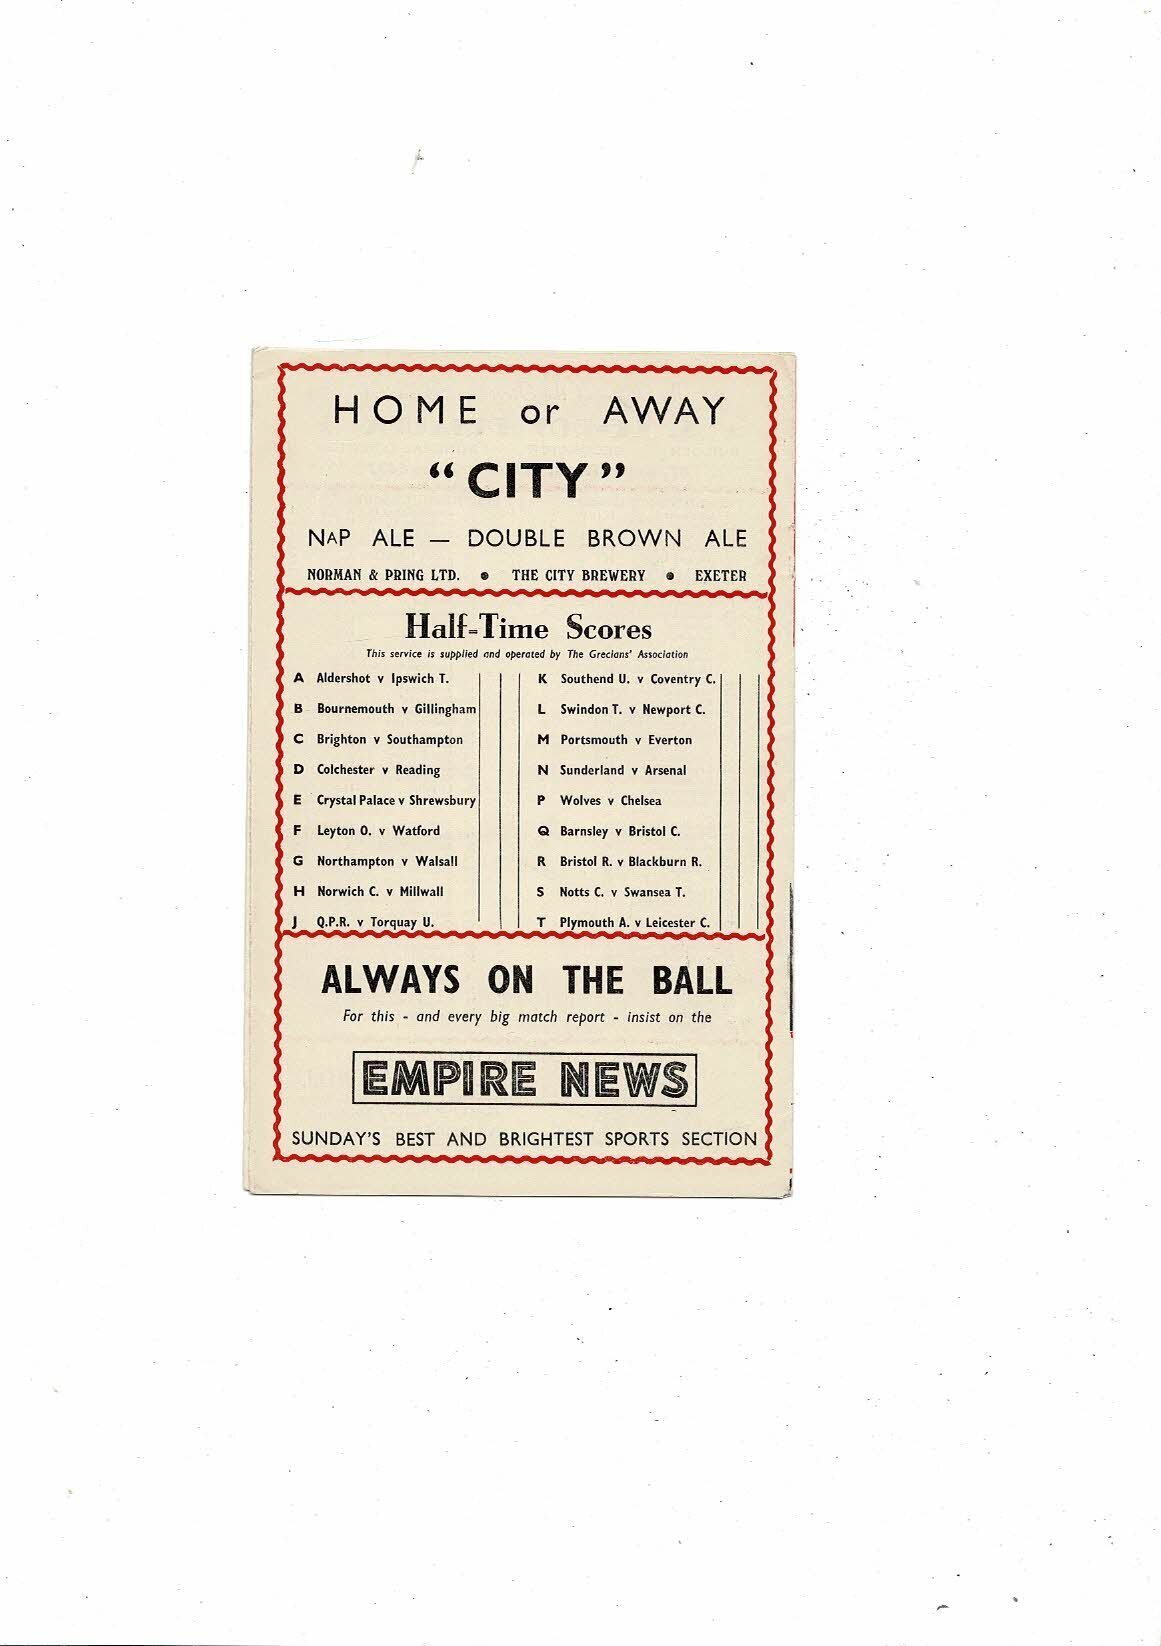 HOME or AWAY
“CITY”
NAP ALE — DOUBLE BROWN ALE
NORMAN & PRING LTD. • THE CITY BREWERY • EXETER
Half-Time Scores
This service is supplied and operated by The Grecians' Association
A Aldershot v Ipswich T.
B Bournemouth v Gillingham
C Brighton v Southampton
D Colchester v Reading
E Crystal Palace v Shrewsbury
F Leyton O. v Watford
G Northampton v Walsall
H Norwich C. v Millwall
J Q.P.R. v Torquay U.
K Southend U. v Coventry C.
L Swindon T. v Newport C.
M Portsmouth v Everton
N Sunderland v Arsenal
P Wolves v Chelsea
Q Barnsley v Bristol C.
R Bristol R. v Blackburn R.
S Notts C. v Swansea T.
T Plymouth A. v Leicester C.
ALWAYS ON THE BALL
For this - and every big match report - insist on the
EMPIRE NEWS
SUNDAY'S BEST AND BRIGHTEST SPORTS SECTION